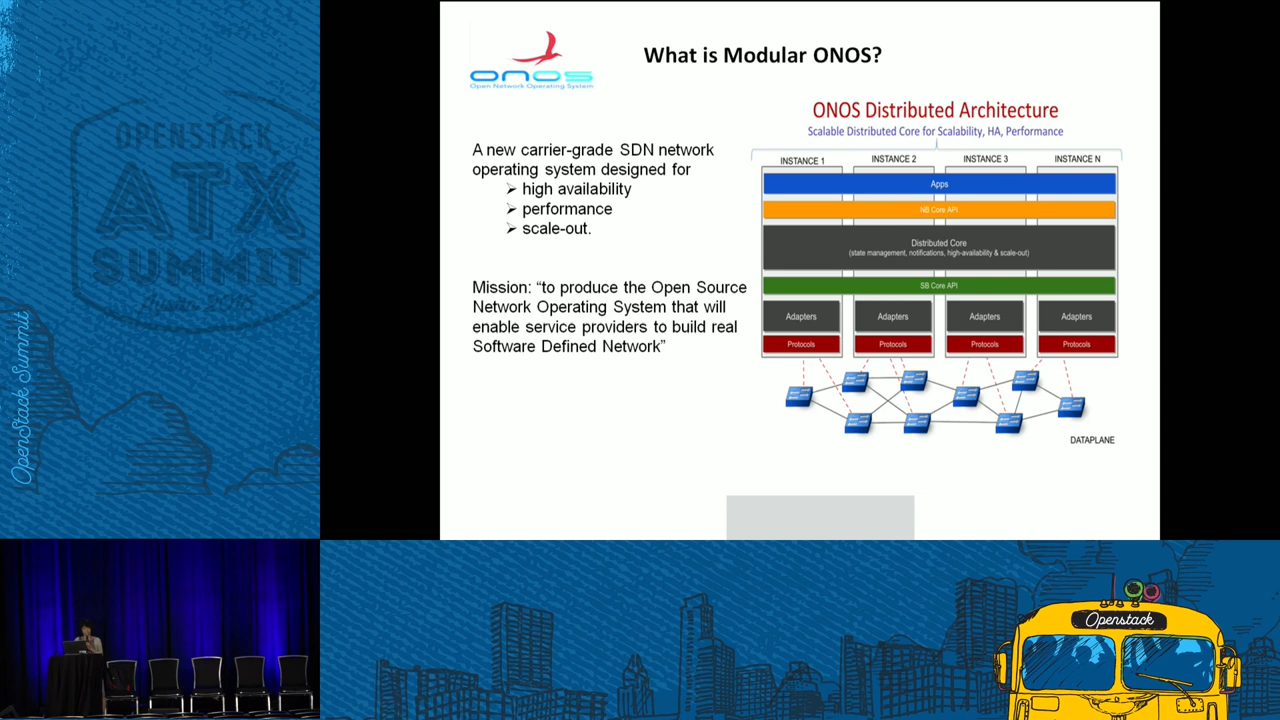 OPENSTACK
ATX
SUMMIT
OpenStack Summit
onos
Open Network Operating System
What is Modular ONOS?
A new carrier-grade SDN network
operating system designed for
➢ high availability
➢ performance
➢ scale-out.
Mission: “to produce the Open Source
Network Operating System that will
enable service providers to build real
Software Defined Network”
ONOS Distributed Architecture
Scalable Distributed Core for Scalability, HA, Performance
INSTANCE 1 INSTANCE 2 INSTANCE 3 INSTANCE N
Apps
NB Core API
Distributed Core
(state management, notifications, high-availability & scale-out)
SB Core API
Adapters Adapters Adapters Adapters
Protocols Protocols Protocols Protocols
DATAPLANE
Openstack